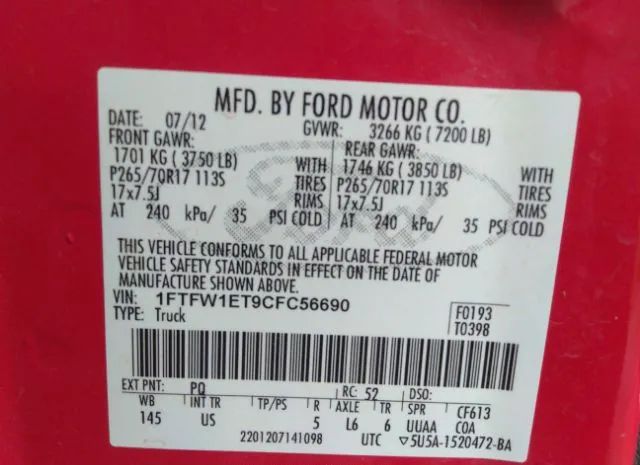 MFD. BY FORD MOTOR CO.
DATE: 07/12 GVWR: 3266 KG ( 7200 LB)
FRONT GAWR: REAR GAWR:
1701 KG ( 3750 LB) WITH 1746 KG ( 3850 LB) WITH
P265/70R17 113S TIRES P265/70R17 113S TIRES
17x7.5J RIMS 17x7.5J RIMS
AT 240 kPa/ 35 PSI COLD AT 240 kPa/ 35 PSI COLD
THIS VEHICLE CONFORMS TO ALL APPLICABLE FEDERAL MOTOR
VEHICLE SAFETY STANDARDS IN EFFECT ON THE DATE OF
MANUFACTURE SHOWN ABOVE.
VIN: 1FTFW1ET9CFC56690 F0193
TYPE: Truck T0398
EXT PNT: PQ RC: 52 DSO:
WB INT TR TP/PS R AXLE TR SPR CF613
145 US 5 L6 6 UUAA COA
2201207141098 UTC ▽5U5A-1520472-BA
Ford